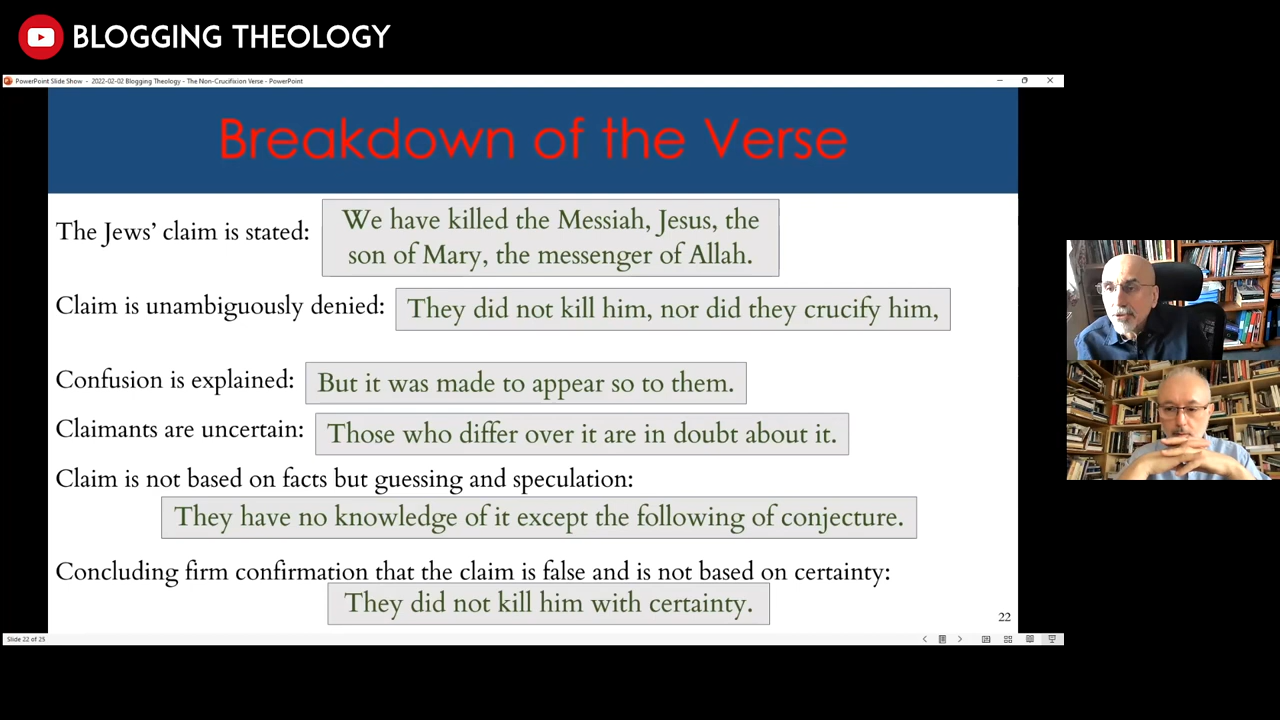 BLOGGING THEOLOGY
PowerPoint Slide Show - 2022-02-02 Blogging Theology - The Non-Crucifixion Verse - PowerPoint
Breakdown of the Verse
The Jews' claim is stated:
We have killed the Messiah, Jesus, the
son of Mary, the messenger of Allah.
Claim is unambiguously denied:
They did not kill him, nor did they crucify him,
Confusion is explained:
But it was made to appear so to them.
Claimants are uncertain:
Those who differ over it are in doubt about it.
Claim is not based on facts but guessing and speculation:
They have no knowledge of it except the following of conjecture.
Concluding firm confirmation that the claim is false and is not based on certainty:
They did not kill him with certainty.
22
Slide 22 of 25